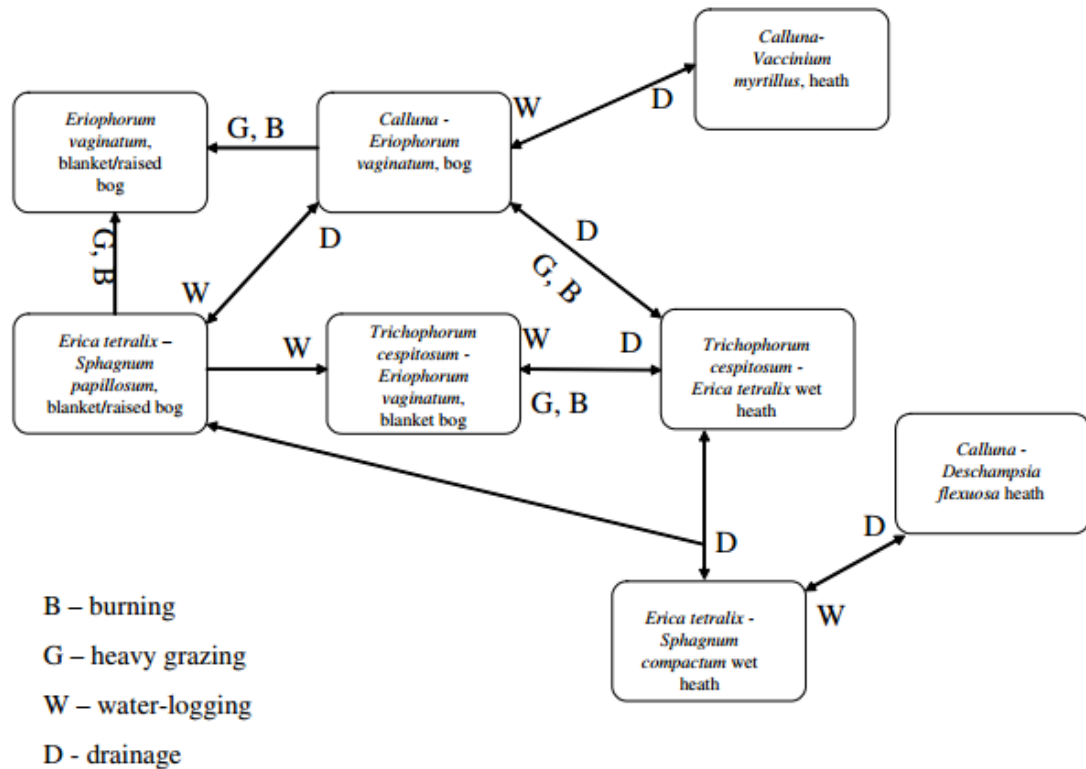 Calluna-
Vaccinium
myrtillus, heath
W
D
Eriophorum
vaginatum,
blanket/raised
bog
G, B
Calluna -
Eriophorum
vaginatum, bog
G, B
D
W
D
G, B
Erica tetralix –
Sphagnum
papillosum,
blanket/raised bog
W
Trichophorum
cespitosum -
Eriophorum
vaginatum,
blanket bog
W
D
G, B
Trichophorum
cespitosum -
Erica tetralix wet
heath
Calluna -
Deschampsia
flexuosa heath
D
D
W
Erica tetralix -
Sphagnum
compactum wet
heath
B – burning
G – heavy grazing
W – water-logging
D - drainage